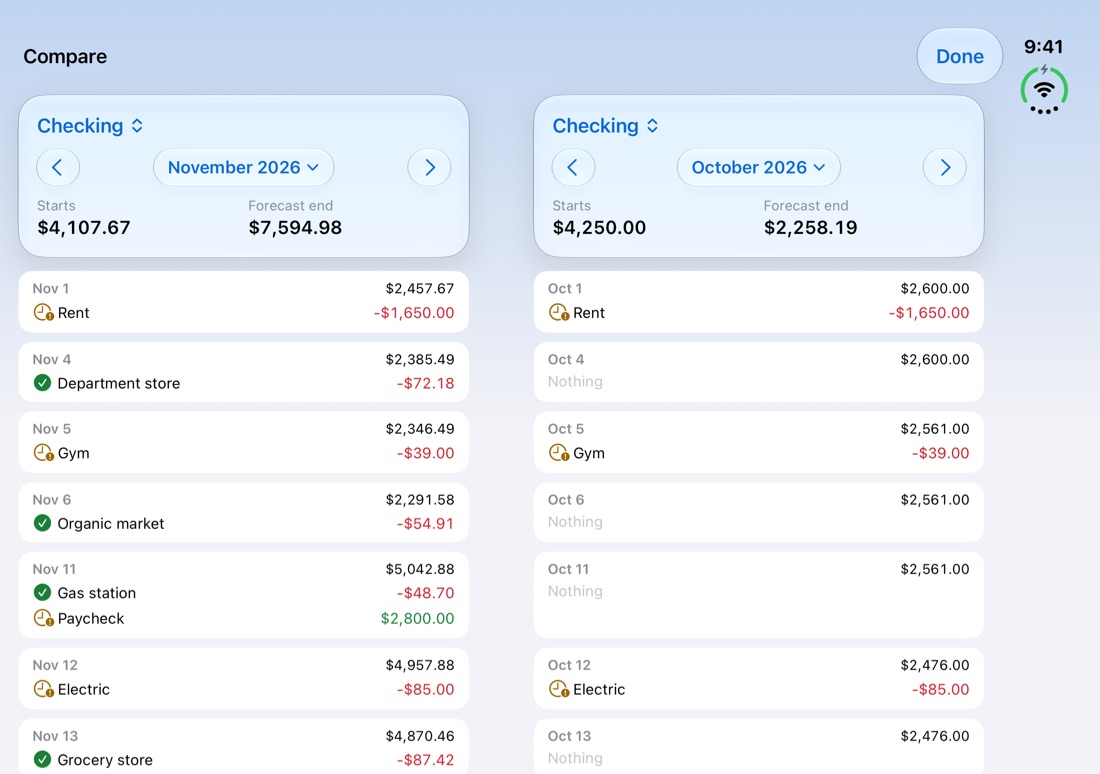 Compare
Done
9:41
Checking
November 2026
Starts
Forecast end
$4,107.67
$7,594.98
Nov 1
$2,457.67
Rent
-$1,650.00
Nov 4
$2,385.49
Department store
-$72.18
Nov 5
$2,346.49
Gym
-$39.00
Nov 6
$2,291.58
Organic market
-$54.91
Nov 11
$5,042.88
Gas station
-$48.70
Paycheck
$2,800.00
Nov 12
$4,957.88
Electric
-$85.00
Nov 13
$4,870.46
Grocery store
-$87.42
Checking
October 2026
Starts
Forecast end
$4,250.00
$2,258.19
Oct 1
$2,600.00
Rent
-$1,650.00
Oct 4
$2,600.00
Nothing
Oct 5
$2,561.00
Gym
-$39.00
Oct 6
$2,561.00
Nothing
Oct 11
$2,561.00
Nothing
Oct 12
$2,476.00
Electric
-$85.00
Oct 13
$2,476.00
Nothing